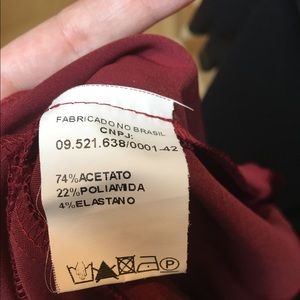 FABRICADO NO BRASIL
CNPJ:
09.521.638/0001-42
74%ACETATO
22%POLIAMIDA
4%ELASTANO
P